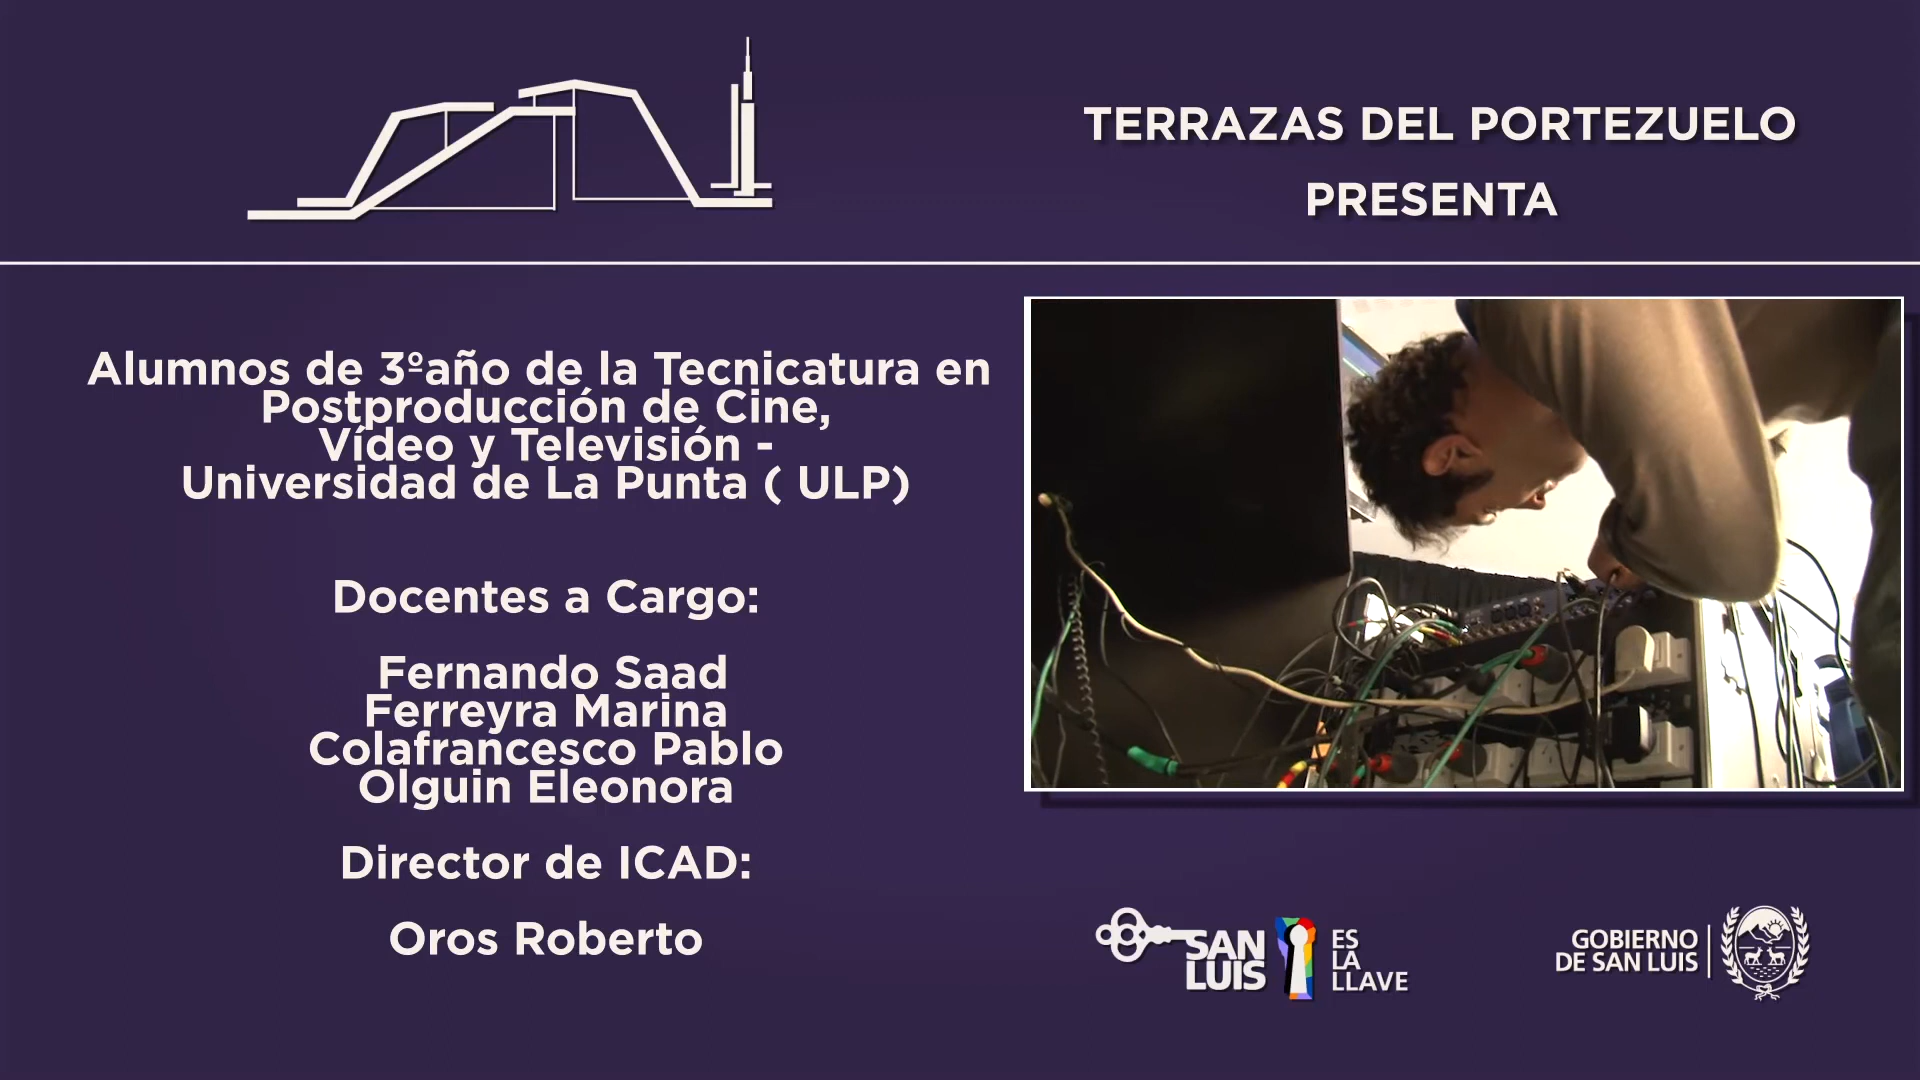 TERRAZAS DEL PORTEZUELO
PRESENTA
Alumnos de 3ºaño de la Tecnicatura en
Postproducción de Cine,
Vídeo y Televisión -
Universidad de La Punta ( ULP)
Docentes a Cargo:
Fernando Saad
Ferreyra Marina
Colafrancesco Pablo
Olguin Eleonora
Director de ICAD:
Oros Roberto
SAN
LUIS
ES
LA
LLAVE
GOBIERNO
DE SAN LUIS